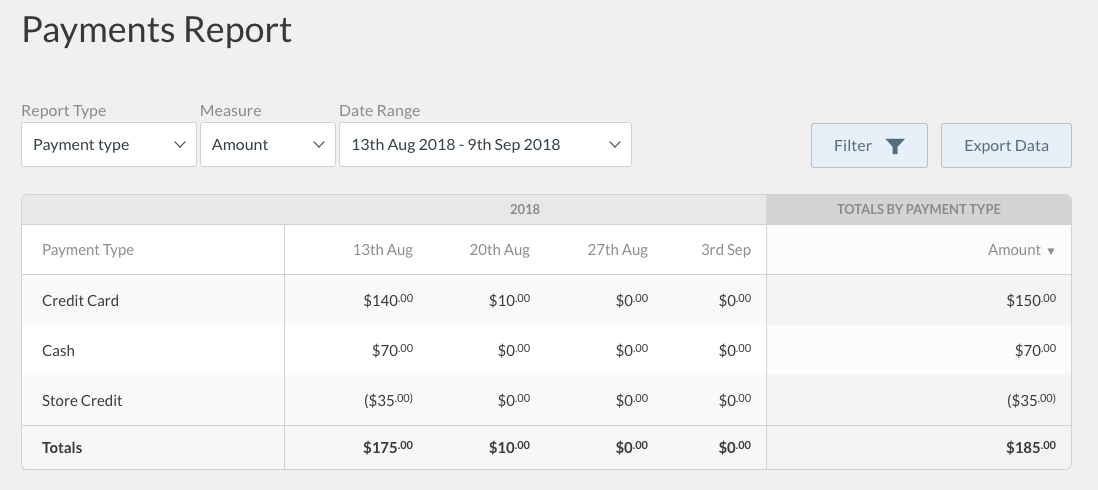 Payments Report
Report Type Measure Date Range
Payment type Amount 13th Aug 2018 - 9th Sep 2018 Filter Export Data
2018 TOTALS BY PAYMENT TYPE
Payment Type 13th Aug 20th Aug 27th Aug 3rd Sep Amount ▼
Credit Card $140.00 $10.00 $0.00 $0.00 $150.00
Cash $70.00 $0.00 $0.00 $0.00 $70.00
Store Credit ($35.00) $0.00 $0.00 $0.00 ($35.00)
Totals $175.00 $10.00 $0.00 $0.00 $185.00